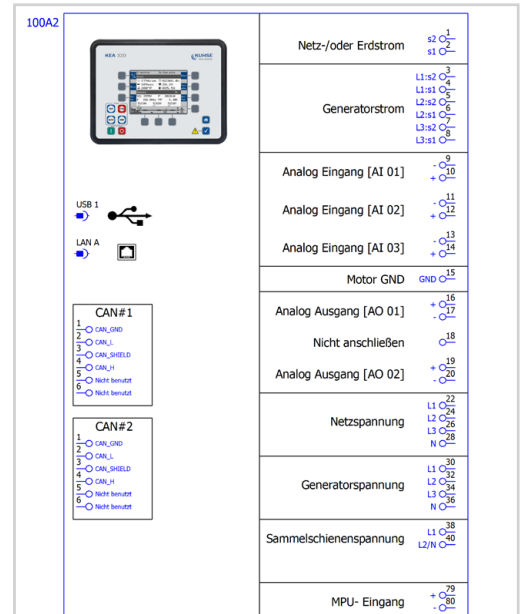 100A2
KEA 100
KUHSE
USB 1
LAN A
CAN#1
1 CAN_GND
2 CAN_L
3 CAN_SHIELD
4 CAN_H
5 Nicht benutzt
6 Nicht benutzt
CAN#2
1 CAN_GND
2 CAN_L
3 CAN_SHIELD
4 CAN_H
5 Nicht benutzt
6 Nicht benutzt
Netz-/oder Erdstrom
s2 1
s1 2
Generatorstrom
L1:s2 3
L1:s1 4
L2:s2 5
L2:s1 6
L3:s2 7
L3:s1 8
Analog Eingang [AI 01]
- 9
+ 10
Analog Eingang [AI 02]
- 11
+ 12
Analog Eingang [AI 03]
- 13
+ 14
Motor GND GND 15
Analog Ausgang [AO 01]
+ 16
- 17
Nicht anschließen 18
Analog Ausgang [AO 02]
+ 19
- 20
Netzspannung
L1 22
L2 24
L3 26
N 28
Generatorspannung
L1 30
L2 32
L3 34
N 36
Sammelschienenspannung
L1 38
L2/N 40
MPU- Eingang
+ 79
- 80